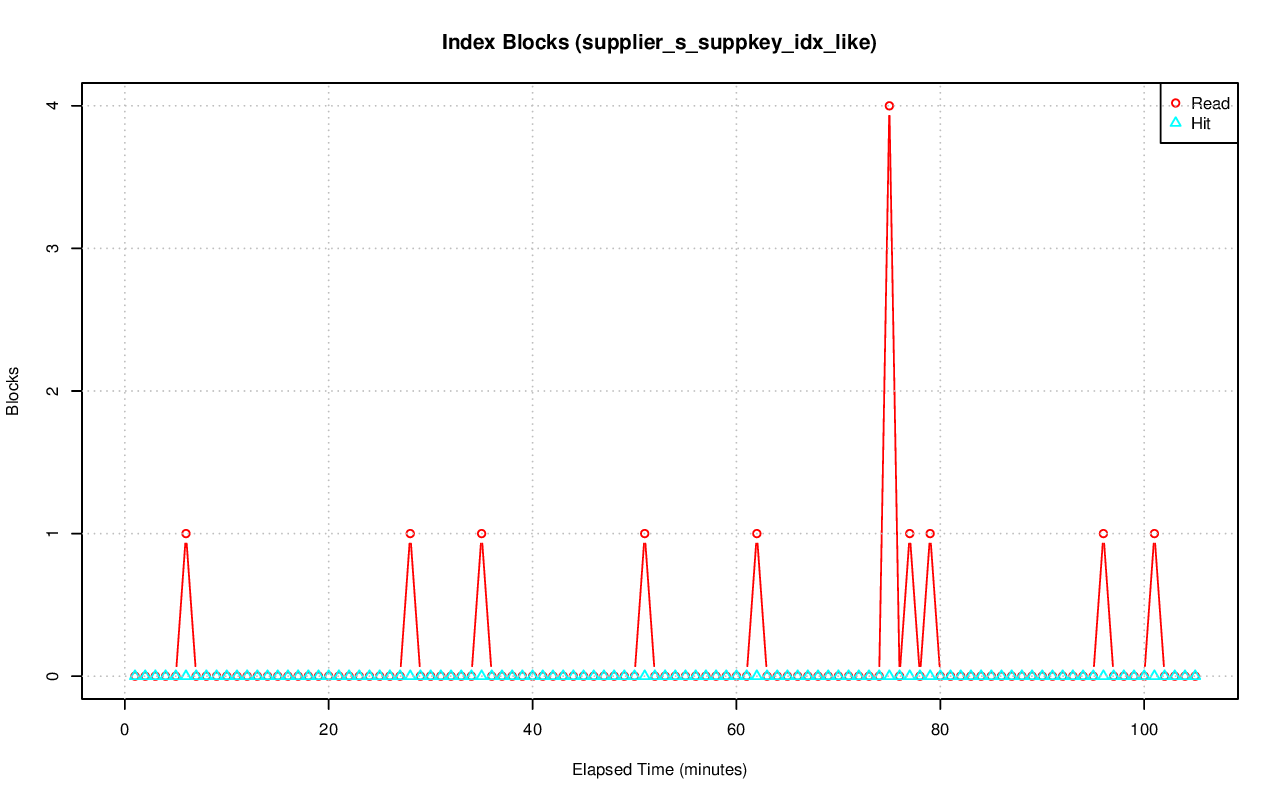 Index Blocks (supplier_s_suppkey_idx_like)
Read
Hit
4
3
2
1
0
Blocks
0 20 40 60 80 100
Elapsed Time (minutes)